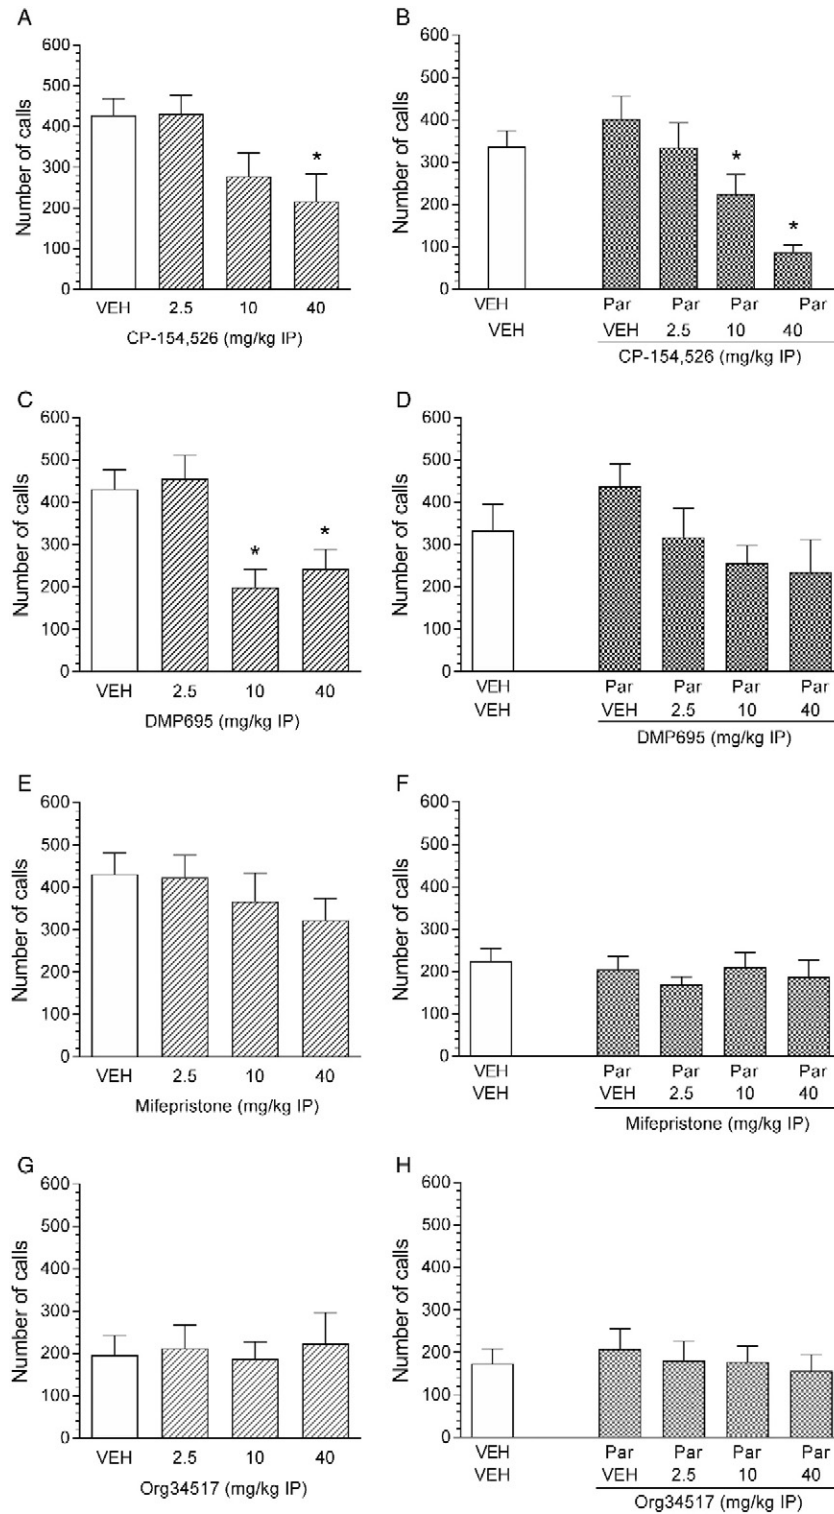 A
Number of calls
600
500
400
300
200
100
0
*
VEH 2.5 10 40
CP-154,526 (mg/kg IP)
B
Number of calls
600
500
400
300
200
100
0
*
*
VEH Par Par Par Par
VEH VEH 2.5 10 40
CP-154,526 (mg/kg IP)
C
Number of calls
600
500
400
300
200
100
0
*
*
VEH 2.5 10 40
DMP695 (mg/kg IP)
D
Number of calls
600
500
400
300
200
100
0
VEH Par Par Par Par
VEH VEH 2.5 10 40
DMP695 (mg/kg IP)
E
Number of calls
600
500
400
300
200
100
0
VEH 2.5 10 40
Mifepristone (mg/kg IP)
F
Number of calls
600
500
400
300
200
100
0
VEH Par Par Par Par
VEH VEH 2.5 10 40
Mifepristone (mg/kg IP)
G
Number of calls
600
500
400
300
200
100
0
VEH 2.5 10 40
Org34517 (mg/kg IP)
H
Number of calls
600
500
400
300
200
100
0
VEH Par Par Par Par
VEH VEH 2.5 10 40
Org34517 (mg/kg IP)